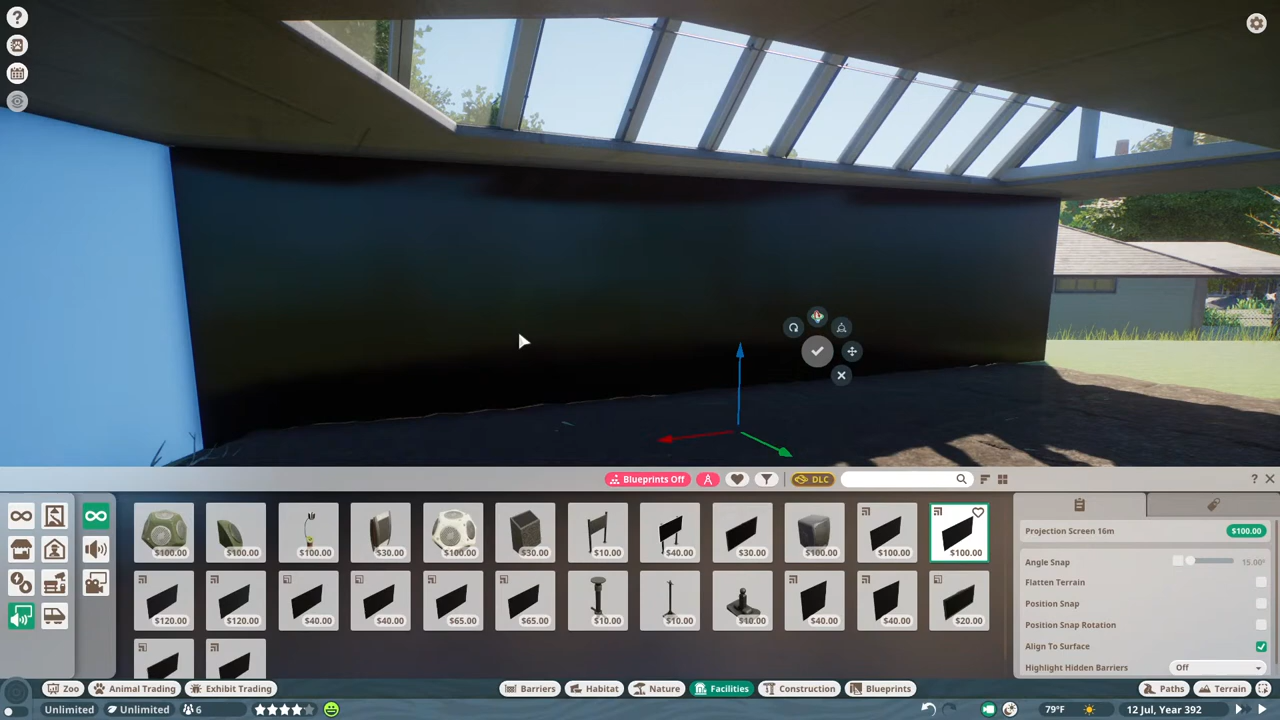 ?
Blueprints Off
DLC
? ✕
$100.00
$100.00
$100.00
$30.00
$100.00
$30.00
$10.00
$40.00
$30.00
$100.00
$100.00
$100.00
$120.00
$120.00
$40.00
$40.00
$65.00
$65.00
$10.00
$10.00
$10.00
$40.00
$40.00
$20.00
Projection Screen 16m
$100.00
Angle Snap
15.00°
Flatten Terrain
Position Snap
Position Snap Rotation
Align To Surface
Highlight Hidden Barriers
Off
Zoo
Animal Trading
Exhibit Trading
Barriers
Habitat
Nature
Facilities
Construction
Blueprints
Paths
Terrain
Unlimited
Unlimited
6
79°F
12 Jul, Year 392